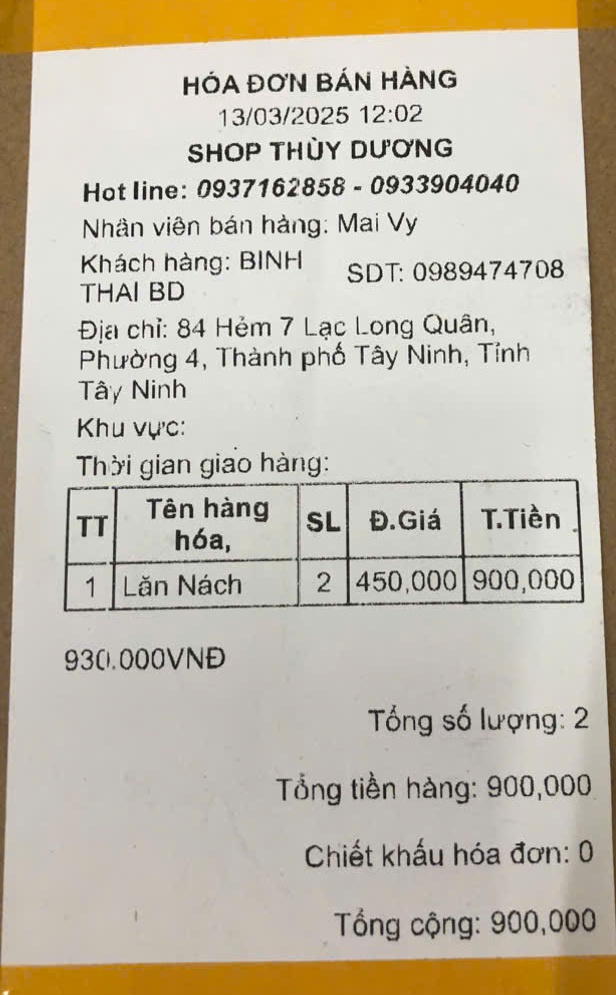 HÓA ĐƠN BÁN HÀNG
13/03/2025 12:02
SHOP THÙY DƯƠNG
Hot line: 0937162858 - 0933904040
Nhân viên bán hàng: Mai Vy
Khách hàng: BINH THAI BD
SDT: 0989474708
Địa chỉ: 84 Hẻm 7 Lạc Long Quân,
Phường 4, Thành phố Tây Ninh, Tỉnh
Tây Ninh
Khu vực:
Thời gian giao hàng:
TT Tên hàng hóa, SL Đ.Giá T.Tiền
1 Lăn Nách 2 450,000 900,000
930.000VNĐ
Tổng số lượng: 2
Tổng tiền hàng: 900,000
Chiết khấu hóa đơn: 0
Tổng cộng: 900,000